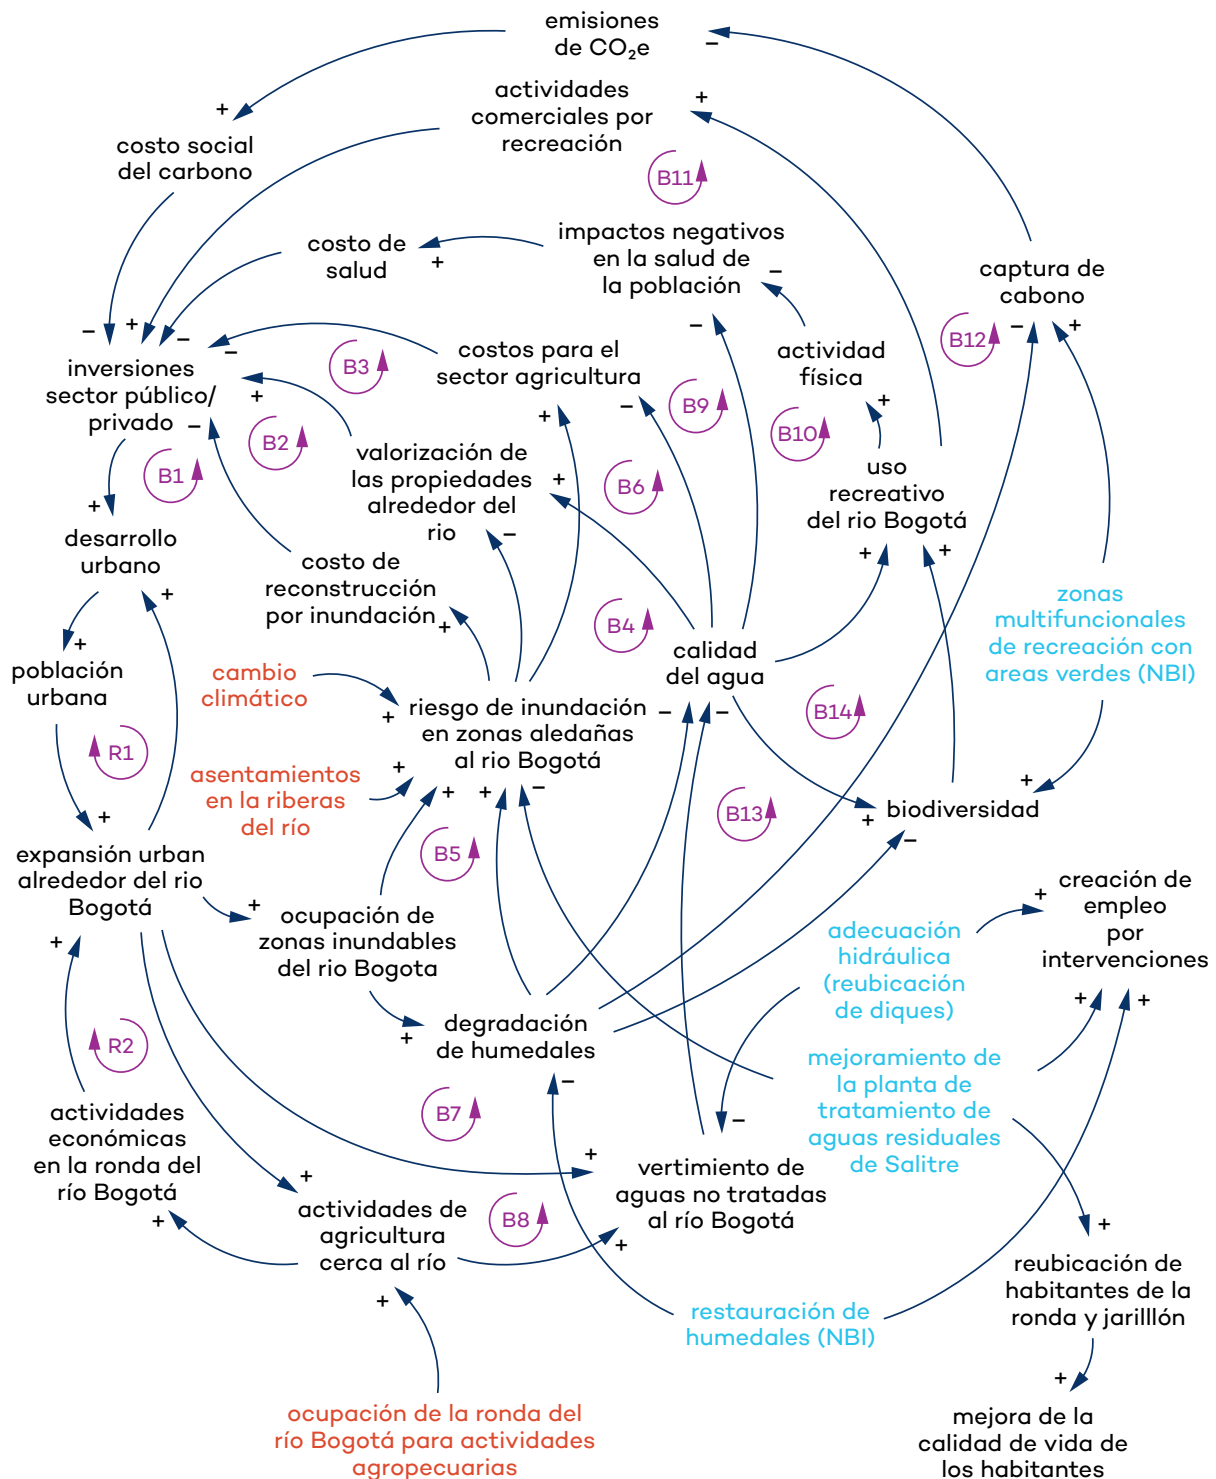 emisiones
de CO₂e
–
+
actividades
comerciales por
recreación
+
costo social
del carbono
B11
impactos negativos
en la salud de
la población
–
costo de
salud
+
captura de
cabono
–
+
B12
–
+
–
–
inversiones
sector público/
privado
+
–
B3
costos para el
sector agricultura
+
–
–
B9
actividad
física
+
B10
B2
B1
valorización de
las propiedades
alrededor del
rio
+
–
B6
uso
recreativo
del rio Bogotá
+
+
+
desarrollo
urbano
+
costo de
reconstrucción
por inundación
+
B4
calidad
del agua
–
–
zonas
multifuncionales
de recreación con
areas verdes (NBI)
+
población
urbana
cambio
climático
+
riesgo de inundación
en zonas aledañas
al rio Bogotá
B14
R1
asentamientos
en la riberas
del río
+
+
+
–
B13
+
+
biodiversidad
–
+
expansión urban
alrededor del rio
Bogotá
+
B5
+
ocupación de
zonas inundables
del rio Bogota
adecuación
hidráulica
(reubicación
de diques)
+
creación de
empleo
por
intervenciones
+
+
R2
+
degradación
de humedales
–
mejoramiento de
la planta de
tratamiento de
aguas residuales
de Salitre
actividades
económicas
en la ronda del
río Bogotá
+
B7
–
+
vertimiento de
aguas no tratadas
al río Bogotá
+
+
actividades de
agricultura
cerca al río
+
B8
+
reubicación de
habitantes de la
ronda y jarilllón
restauración de
humedales (NBI)
+
ocupación de la ronda del
río Bogotá para actividades
agropecuarias
mejora de la
calidad de vida de
los habitantes